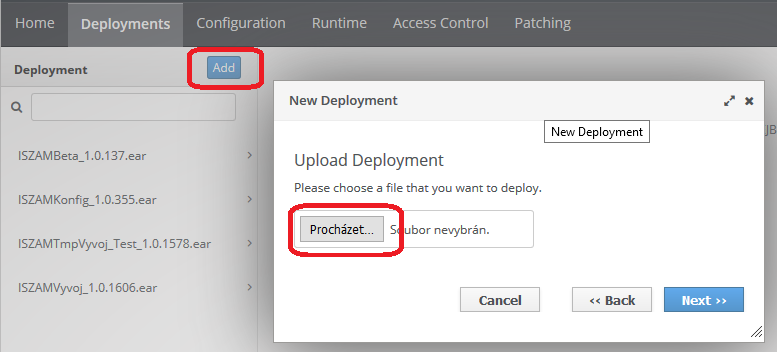 Home Deployments Configuration Runtime Access Control Patching
Deployment Add
ISZAMBeta_1.0.137.ear
ISZAMKonfig_1.0.355.ear
ISZAMTmpVyvoj_Test_1.0.1578.ear
ISZAMVyvoj_1.0.1606.ear
New Deployment
New Deployment
JB
Upload Deployment
Please choose a file that you want to deploy.
Procházet... Soubor nevybrán.
Cancel ‹‹ Back Next ››